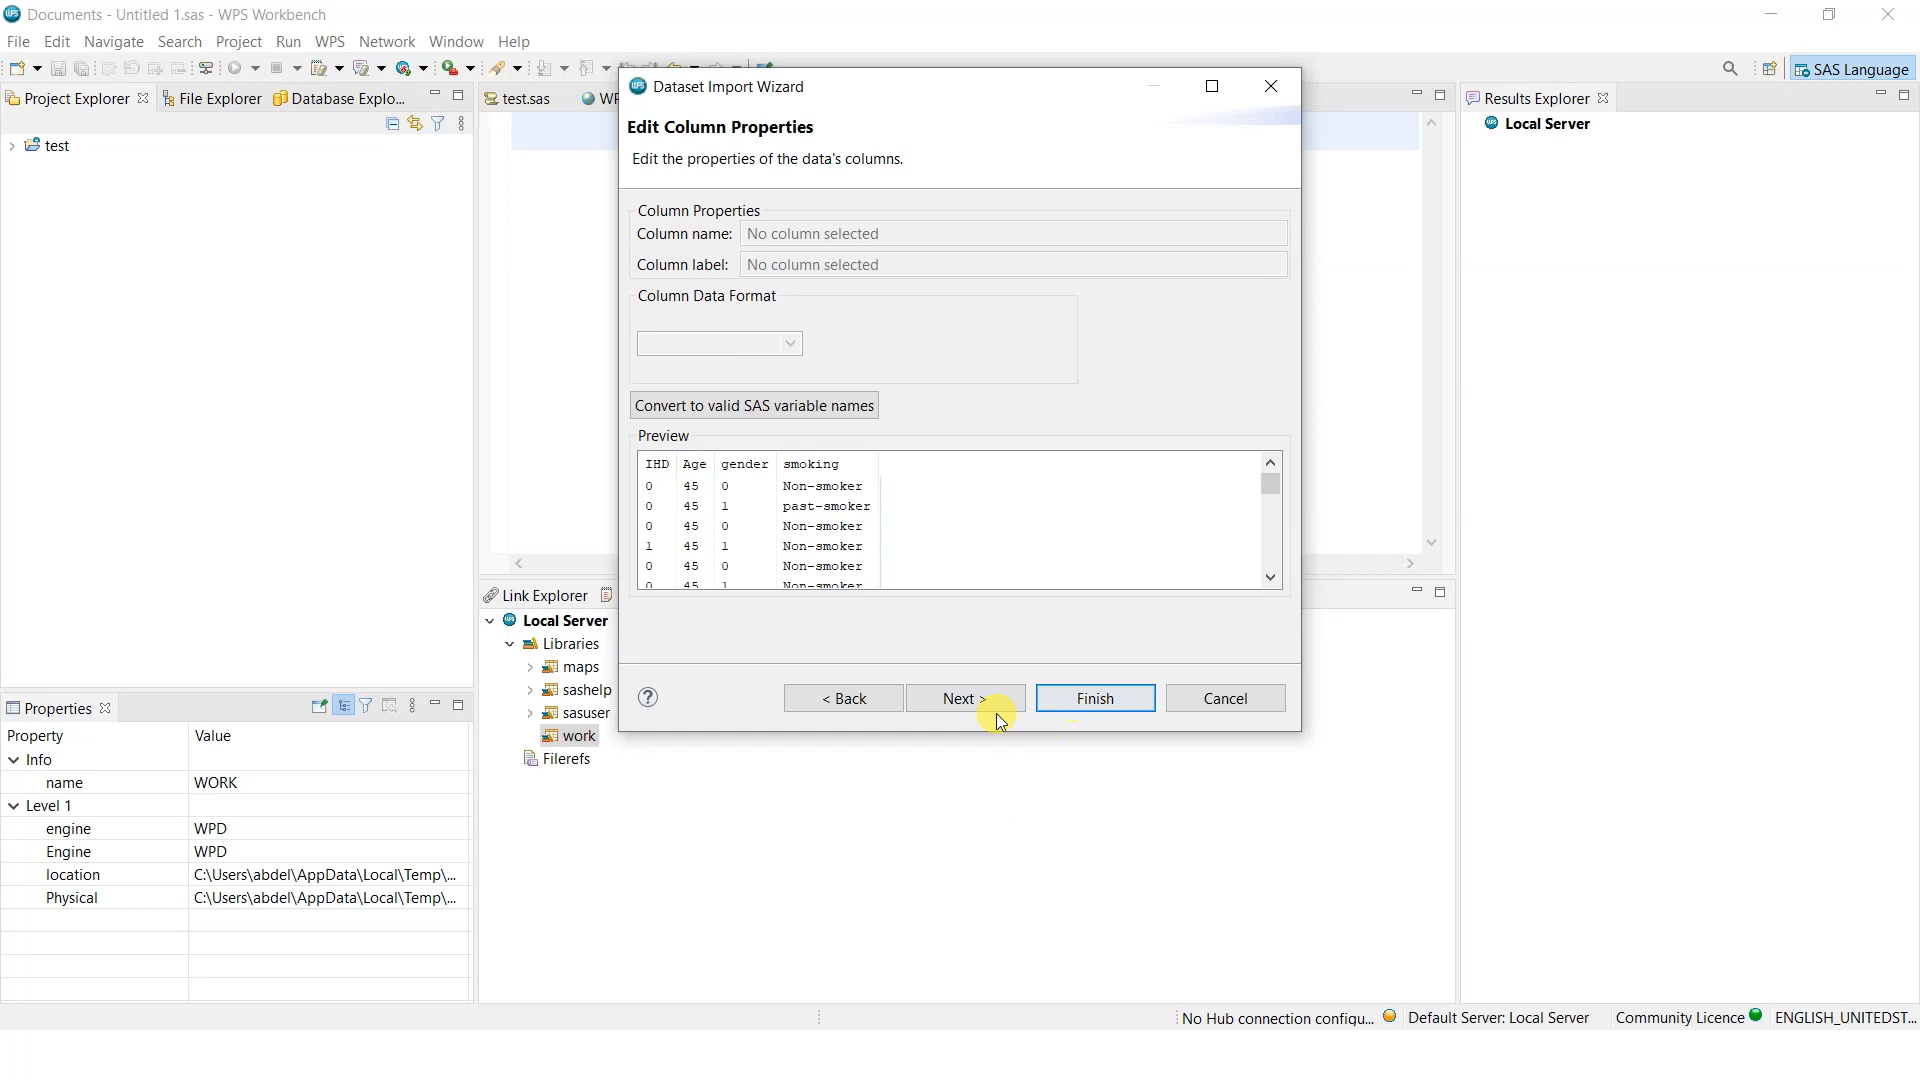 Documents - Untitled 1.sas - WPS Workbench
File Edit Navigate Search Project Run WPS Network Window Help
SAS Language
Project Explorer File Explorer Database Explo...
test
test.sas
Dataset Import Wizard
Edit Column Properties
Edit the properties of the data's columns.
Column Properties
Column name: No column selected
Column label: No column selected
Column Data Format
Convert to valid SAS variable names
Preview
IHD Age gender smoking
0 45 0 Non-smoker
0 45 1 past-smoker
0 45 0 Non-smoker
1 45 1 Non-smoker
0 45 0 Non-smoker
0 45 1 Non-smoker
< Back Next > Finish Cancel
Results Explorer
Local Server
Link Explorer
Local Server
Libraries
maps
sashelp
sasuser
work
Filerefs
Properties
Property Value
Info
name WORK
Level 1
engine WPD
Engine WPD
location C:\Users\abdel\AppData\Local\Temp\...
Physical C:\Users\abdel\AppData\Local\Temp\...
No Hub connection configu... Default Server: Local Server Community Licence ENGLISH_UNITEDST...